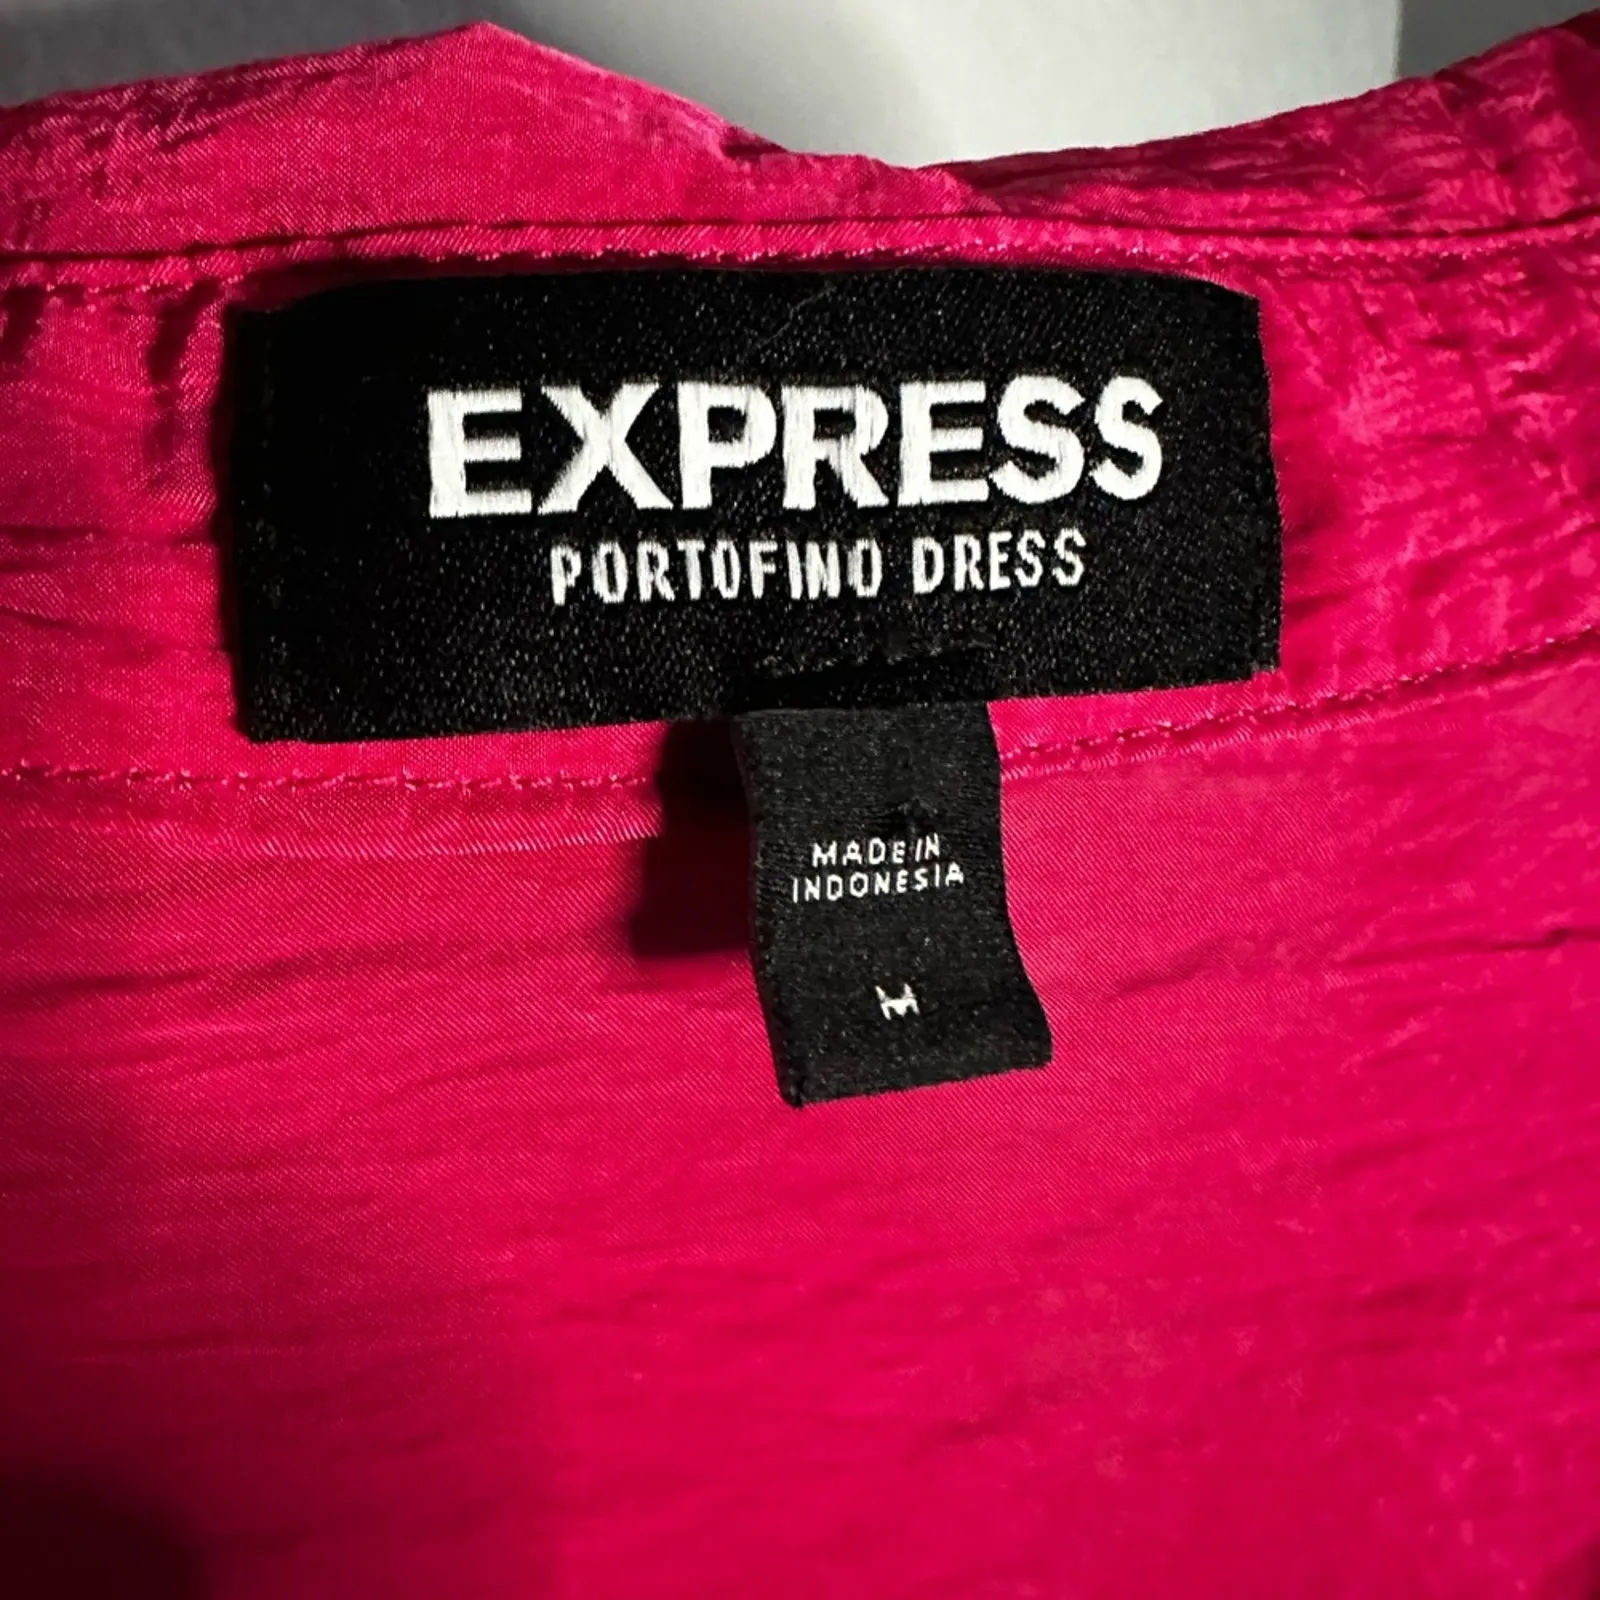 EXPRESS
PORTOFINO DRESS
MADE IN
INDONESIA
M